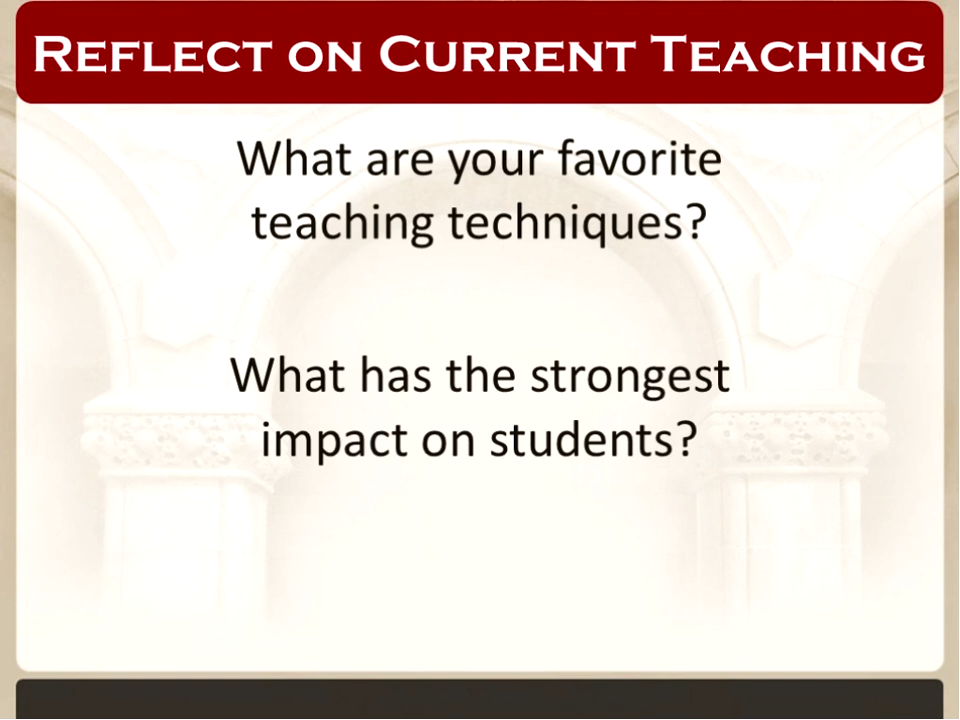 Reflect on Current Teaching
What are your favorite
teaching techniques?
What has the strongest
impact on students?